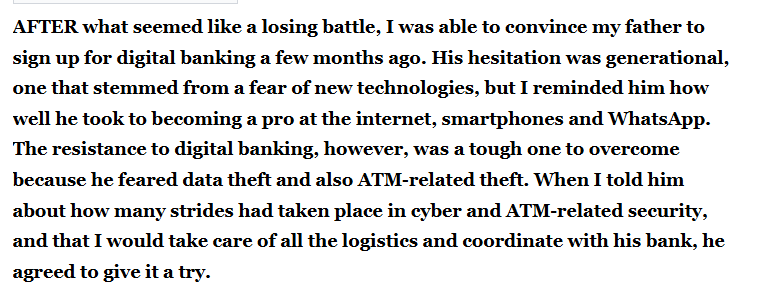 AFTER what seemed like a losing battle, I was able to convince my father to
sign up for digital banking a few months ago. His hesitation was generational,
one that stemmed from a fear of new technologies, but I reminded him how
well he took to becoming a pro at the internet, smartphones and WhatsApp.
The resistance to digital banking, however, was a tough one to overcome
because he feared data theft and also ATM-related theft. When I told him
about how many strides had taken place in cyber and ATM-related security,
and that I would take care of all the logistics and coordinate with his bank, he
agreed to give it a try.